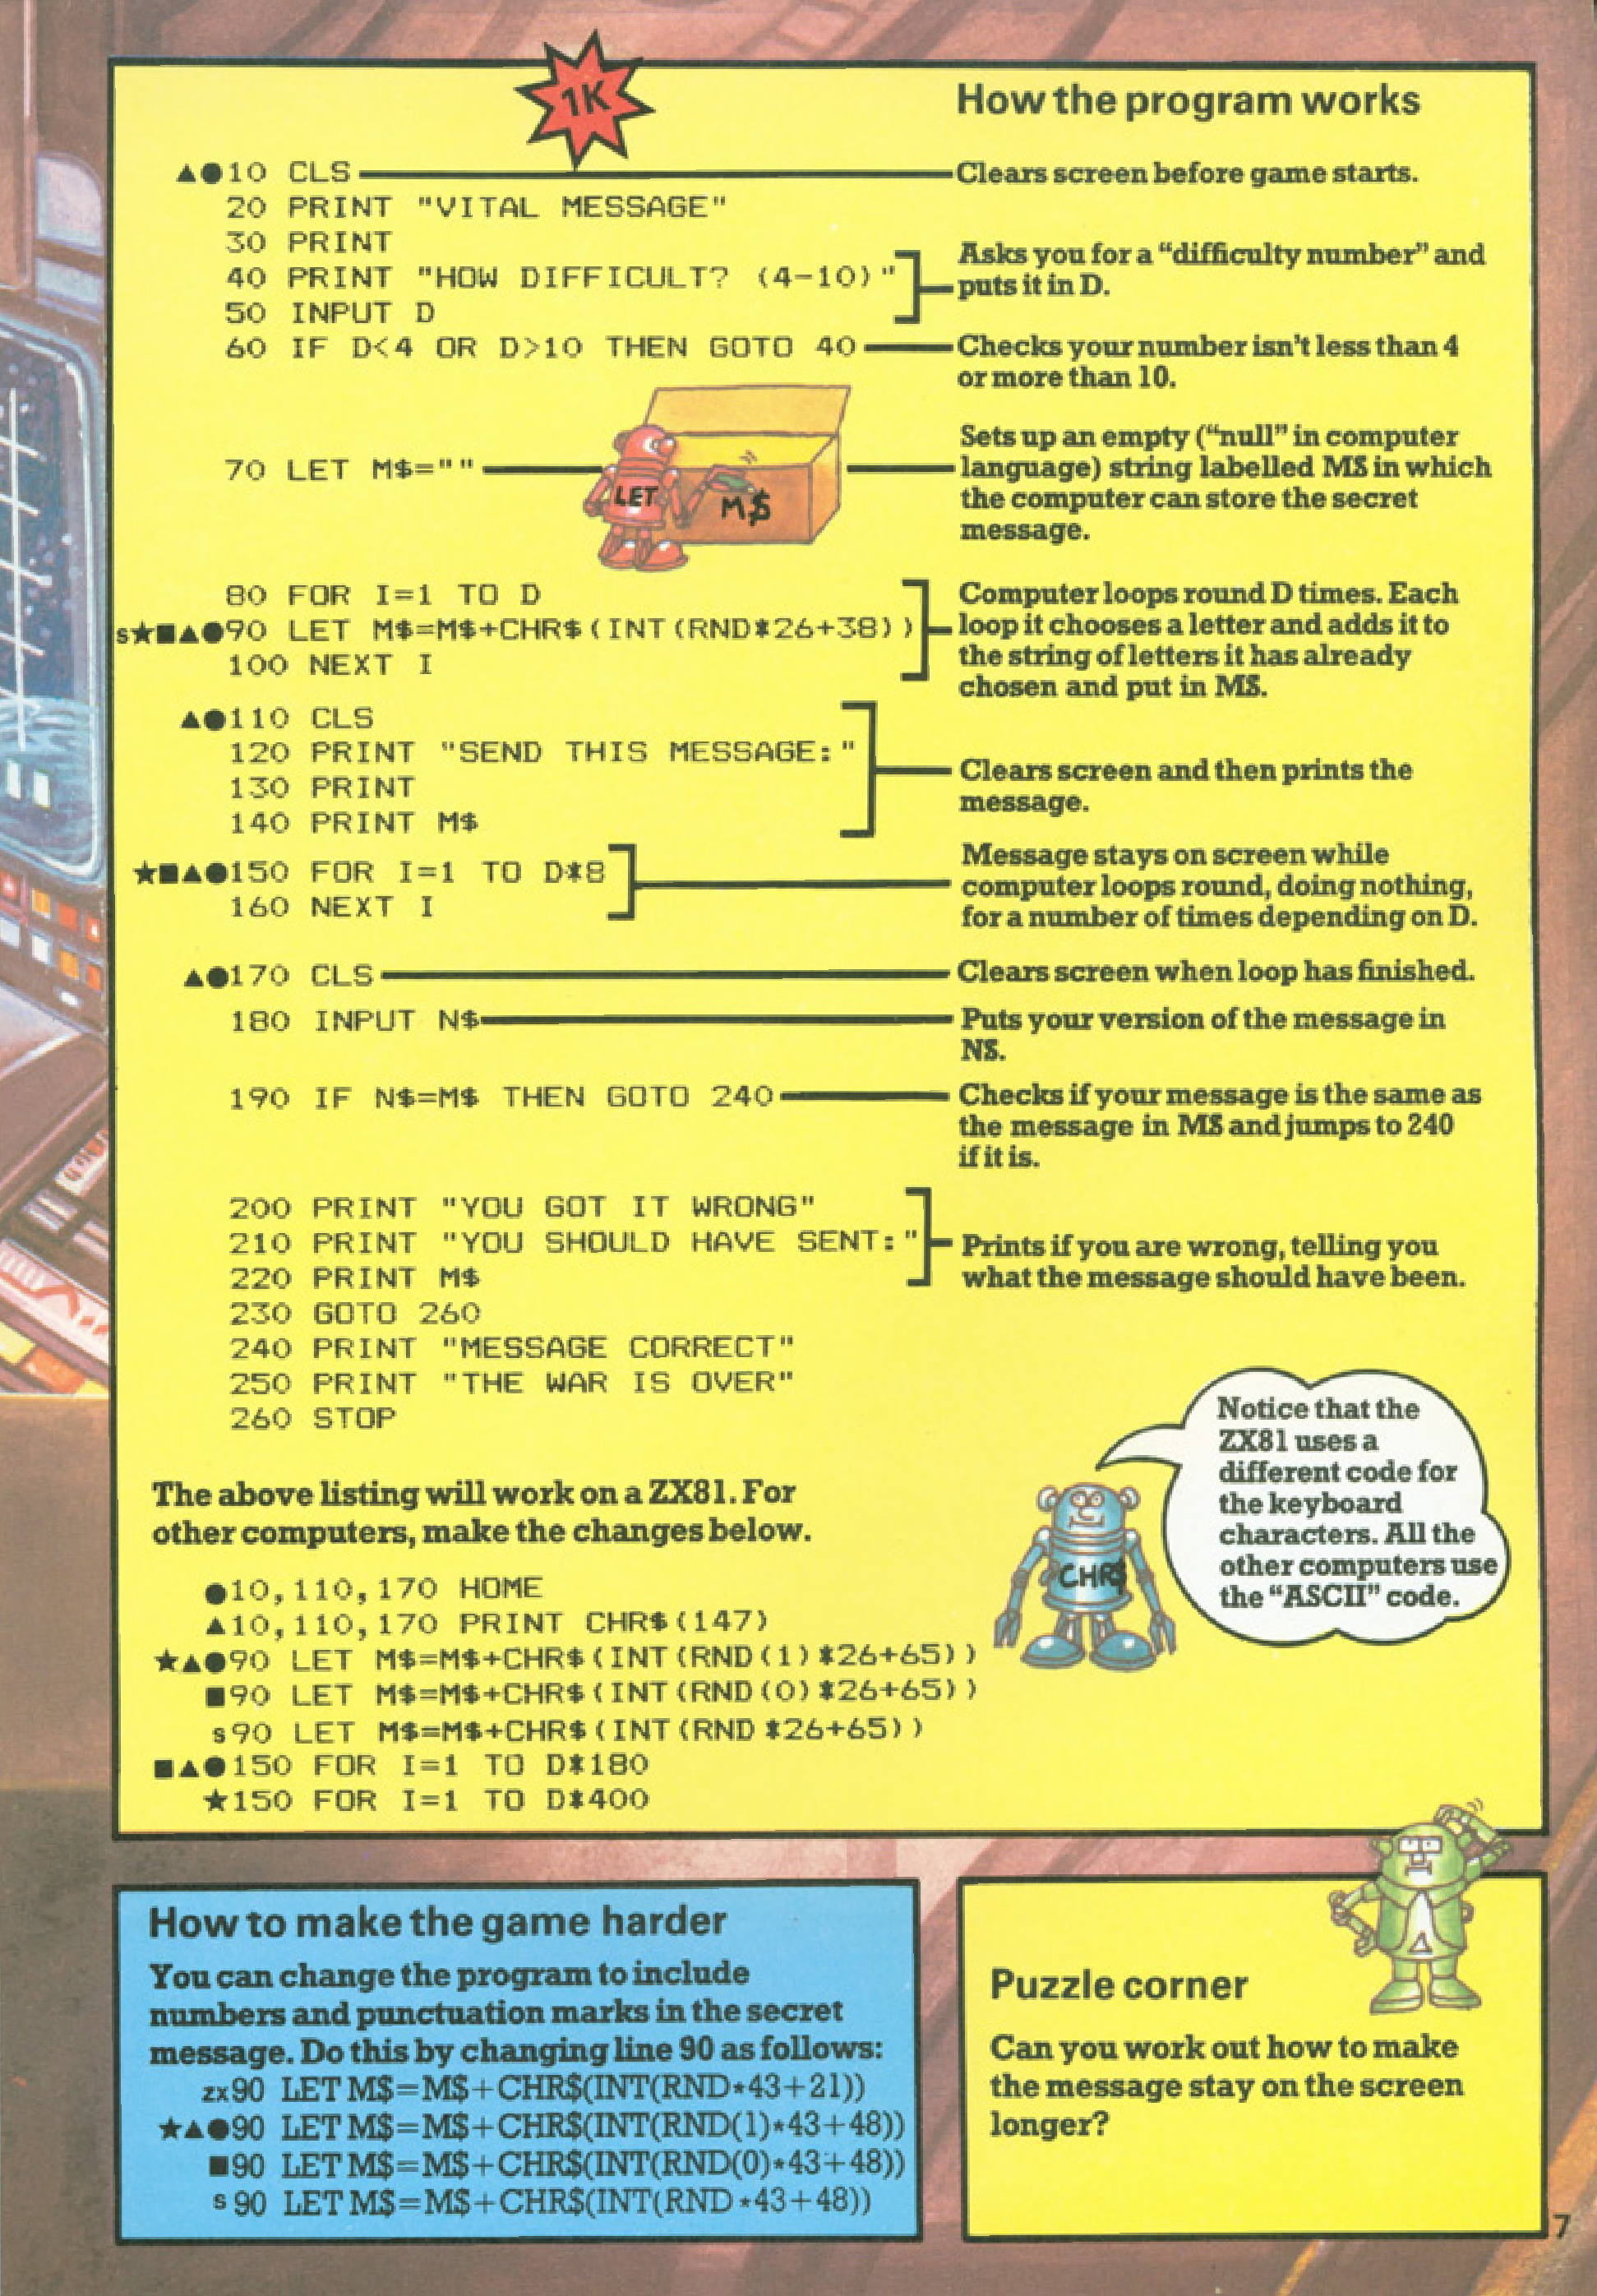 1K
How the program works
▲●10 CLS
Clears screen before game starts.
20 PRINT "VITAL MESSAGE"
30 PRINT
40 PRINT "HOW DIFFICULT? (4-10)"
50 INPUT D
Asks you for a “difficulty number” and
puts it in D.
60 IF D<4 OR D>10 THEN GOTO 40
Checks your number isn't less than 4
or more than 10.
70 LET M$=""
LET
M$
Sets up an empty (“null” in computer
language) string labelled M$ in which
the computer can store the secret
message.
80 FOR I=1 TO D
s★■▲●90 LET M$=M$+CHR$(INT(RND*26+38))
100 NEXT I
Computer loops round D times. Each
loop it chooses a letter and adds it to
the string of letters it has already
chosen and put in M$.
▲●110 CLS
120 PRINT "SEND THIS MESSAGE:"
130 PRINT
140 PRINT M$
Clears screen and then prints the
message.
★■▲●150 FOR I=1 TO D*8
160 NEXT I
Message stays on screen while
computer loops round, doing nothing,
for a number of times depending on D.
▲●170 CLS
Clears screen when loop has finished.
180 INPUT N$
Puts your version of the message in
N$.
190 IF N$=M$ THEN GOTO 240
Checks if your message is the same as
the message in M$ and jumps to 240
if it is.
200 PRINT "YOU GOT IT WRONG"
210 PRINT "YOU SHOULD HAVE SENT:"
220 PRINT M$
Prints if you are wrong, telling you
what the message should have been.
230 GOTO 260
240 PRINT "MESSAGE CORRECT"
250 PRINT "THE WAR IS OVER"
260 STOP
Notice that the
ZX81 uses a
different code for
the keyboard
characters. All the
other computers use
the “ASCII” code.
CHR$
The above listing will work on a ZX81. For
other computers, make the changes below.
●10,110,170 HOME
▲10,110,170 PRINT CHR$(147)
★▲●90 LET M$=M$+CHR$(INT(RND(1)*26+65))
■90 LET M$=M$+CHR$(INT(RND(0)*26+65))
s90 LET M$=M$+CHR$(INT(RND *26+65))
■▲●150 FOR I=1 TO D*180
★150 FOR I=1 TO D*400
How to make the game harder
You can change the program to include
numbers and punctuation marks in the secret
message. Do this by changing line 90 as follows:
zx90 LET M$=M$+CHR$(INT(RND*43+21))
★▲●90 LET M$=M$+CHR$(INT(RND(1)*43+48))
■90 LET M$=M$+CHR$(INT(RND(0)*43+48))
s90 LET M$=M$+CHR$(INT(RND*43+48))
Puzzle corner
Can you work out how to make
the message stay on the screen
longer?
7